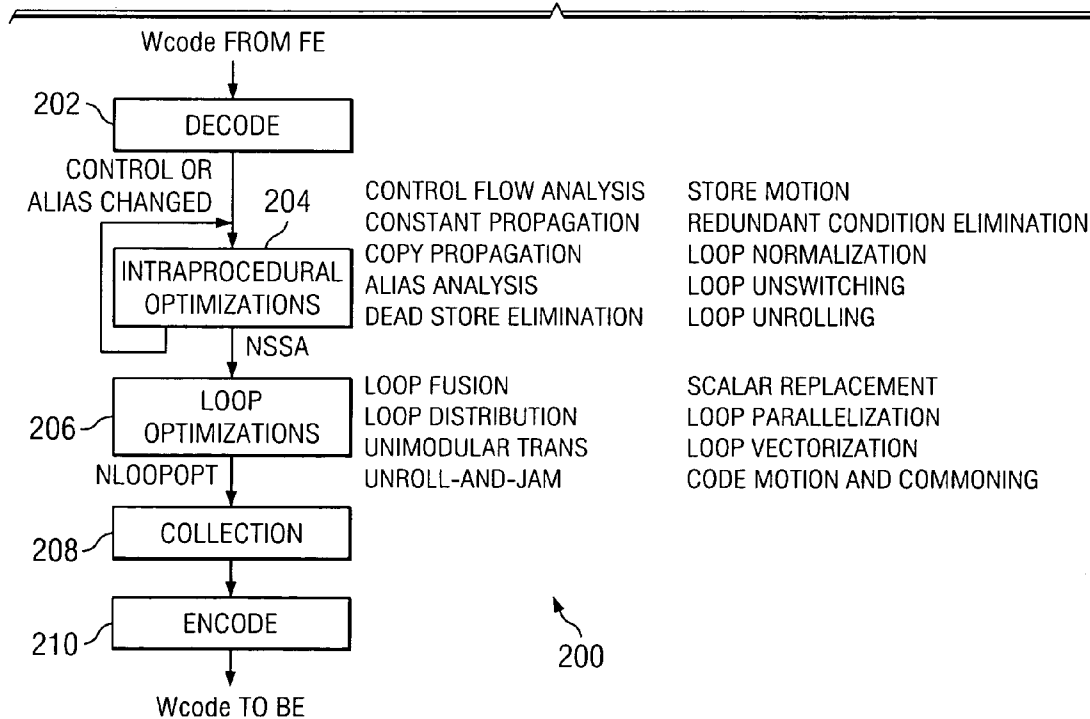 Wcode FROM FE
202
DECODE
CONTROL OR
ALIAS CHANGED
204
INTRAPROCEDURAL
OPTIMIZATIONS
CONTROL FLOW ANALYSIS STORE MOTION
CONSTANT PROPAGATION REDUNDANT CONDITION ELIMINATION
COPY PROPAGATION LOOP NORMALIZATION
ALIAS ANALYSIS LOOP UNSWITCHING
DEAD STORE ELIMINATION LOOP UNROLLING
NSSA
206
LOOP
OPTIMIZATIONS
LOOP FUSION SCALAR REPLACEMENT
LOOP DISTRIBUTION LOOP PARALLELIZATION
UNIMODULAR TRANS LOOP VECTORIZATION
UNROLL-AND-JAM CODE MOTION AND COMMONING
NLOOPOPT
208
COLLECTION
210
ENCODE
200
Wcode TO BE